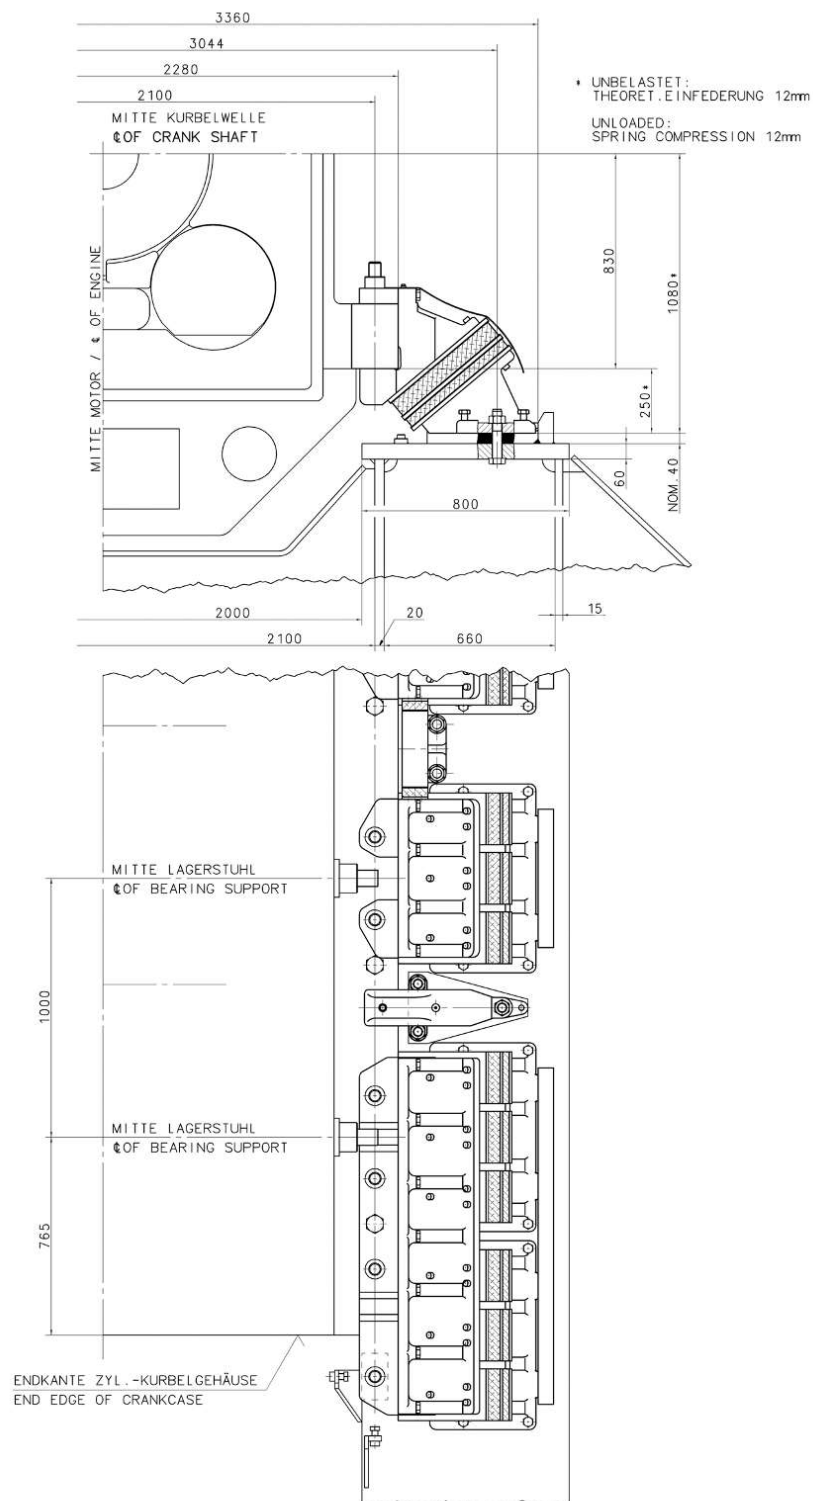 3360
3044
2280
2100
* UNBELASTET:
THEORET.EINFEDERUNG 12mm
UNLOADED:
SPRING COMPRESSION 12mm
MITTE KURBELWELLE
℄ OF CRANK SHAFT
MITTE MOTOR / ℄ OF ENGINE
830
1080*
250*
60
NOM.40
800
2000
20
15
2100
660
MITTE LAGERSTUHL
℄ OF BEARING SUPPORT
1000
MITTE LAGERSTUHL
℄ OF BEARING SUPPORT
765
ENDKANTE ZYL.-KURBELGEHÄUSE
END EDGE OF CRANKCASE